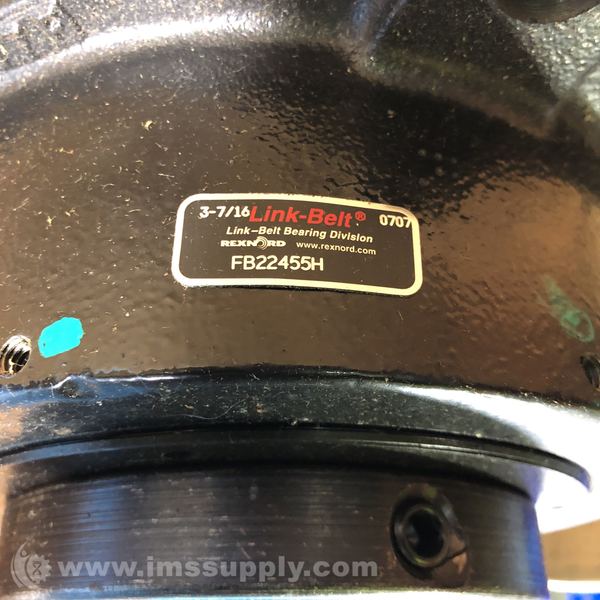 3-7/16 Link-Belt® 0707
Link-Belt Bearing Division
REXNORD www.rexnord.com
FB22455H
www.imssupply.com